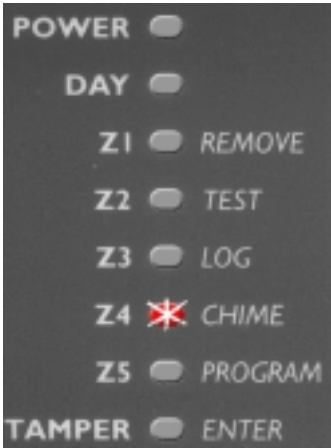 POWER
DAY
Z1 REMOVE
Z2 TEST
Z3 LOG
Z4 CHIME
Z5 PROGRAM
TAMPER ENTER